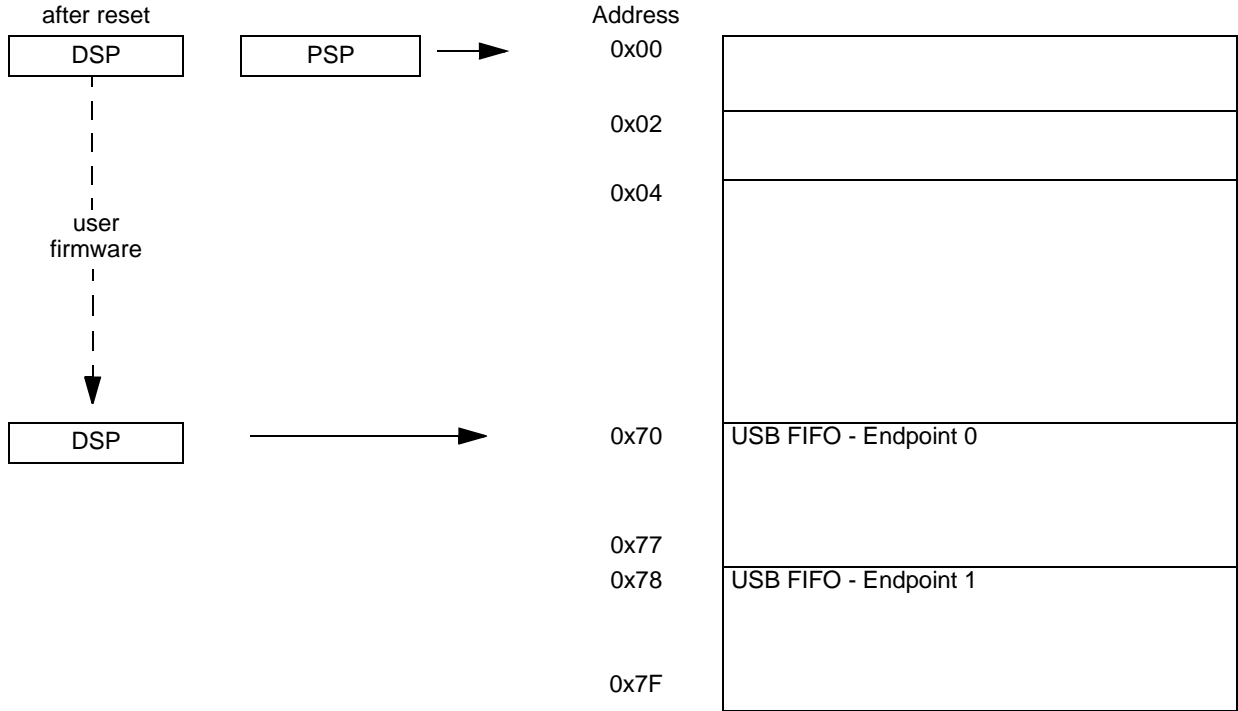 after reset
Address
DSP
PSP
0x00
0x02
0x04
user
firmware
DSP
0x70
USB FIFO - Endpoint 0
0x77
0x78
USB FIFO - Endpoint 1
0x7F